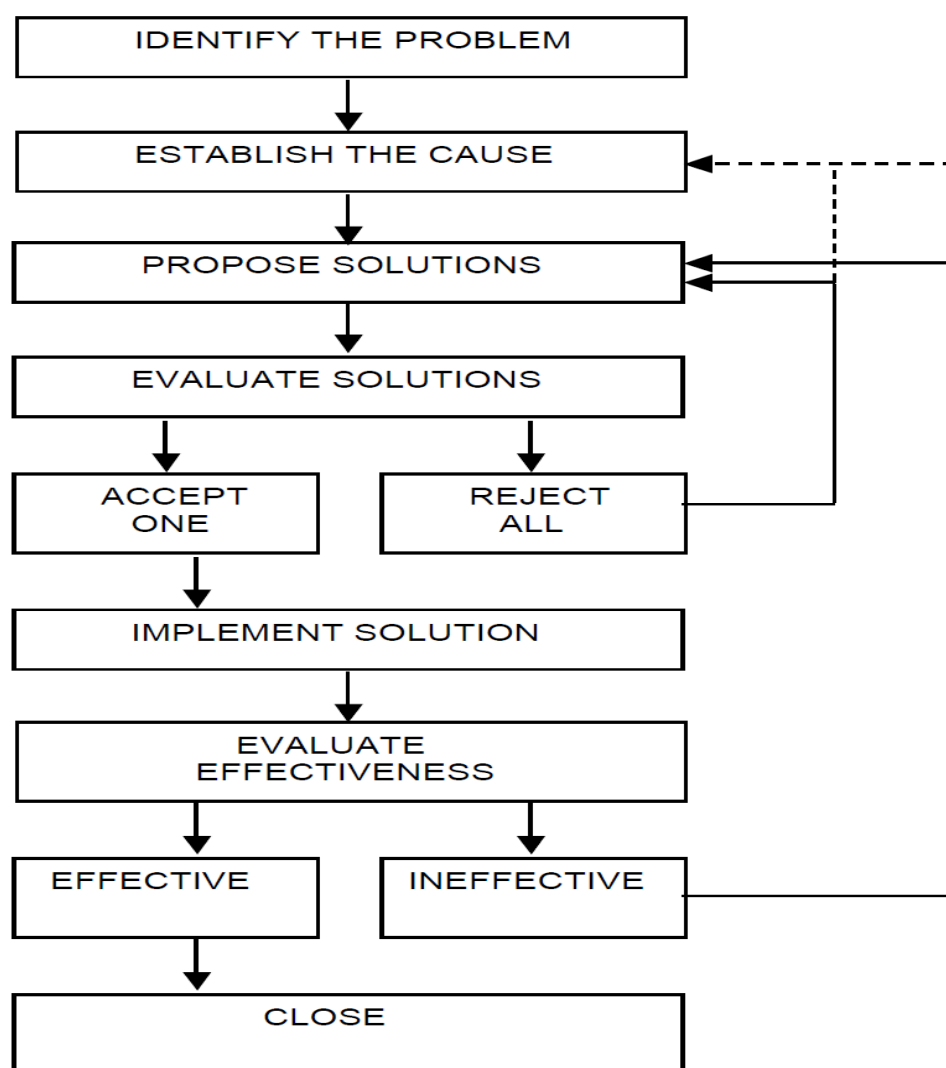 IDENTIFY THE PROBLEM
ESTABLISH THE CAUSE
PROPOSE SOLUTIONS
EVALUATE SOLUTIONS
ACCEPT
ONE
REJECT
ALL
IMPLEMENT SOLUTION
EVALUATE
EFFECTIVENESS
EFFECTIVE
INEFFECTIVE
CLOSE